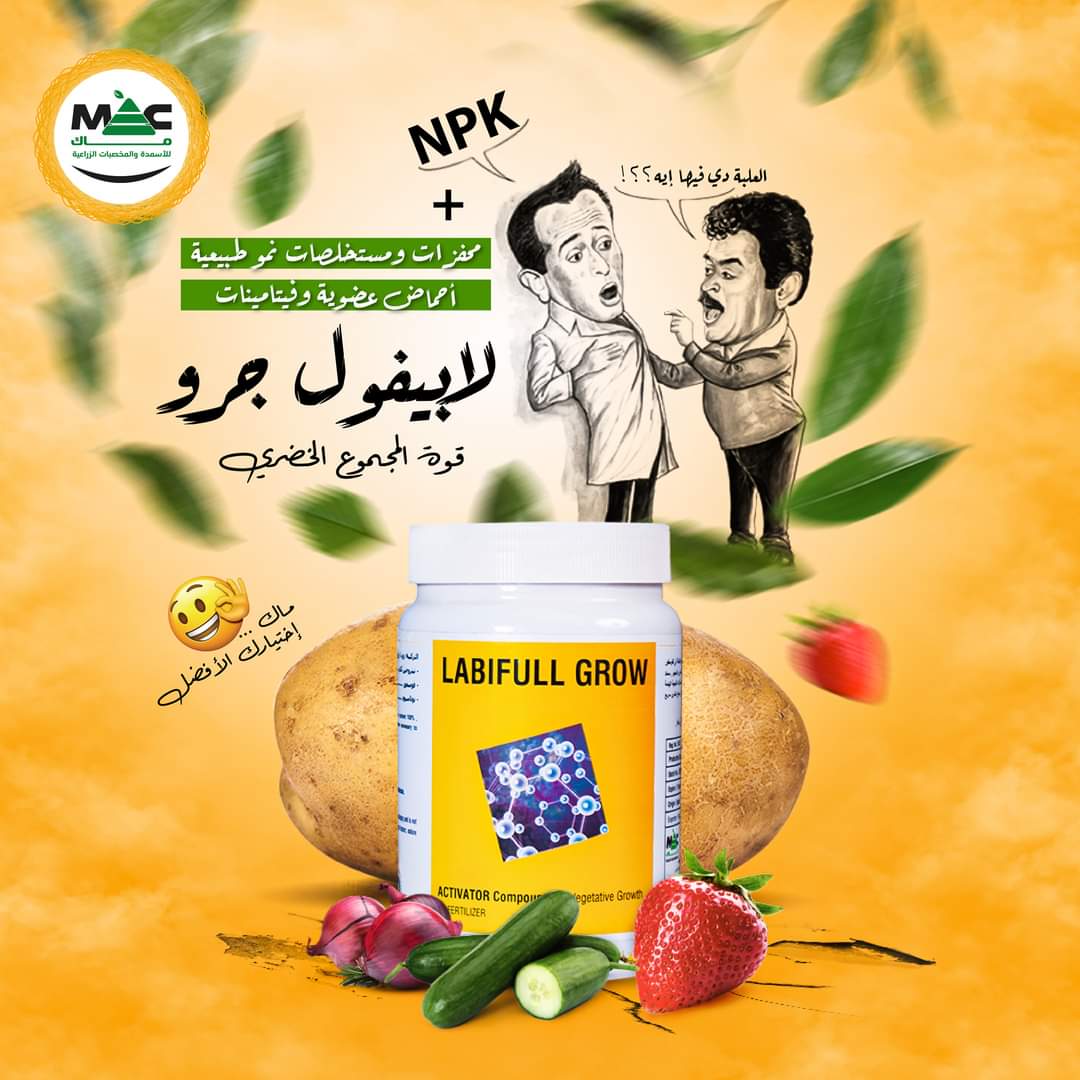 MAC
ماك
للأسمدة والمخصبات الزراعية
NPK
العلبة دي فيها إيه؟؟!
+
محفزات ومستخلصات نمو طبيعية
أحماض عضوية وفيتامينات
لابيفول جرو
قوة المجموع الخضري
ماك ...
إختيارك الأفضل
LABIFULL GROW
ACTIVATOR Vegetative Growth
FERTILIZER